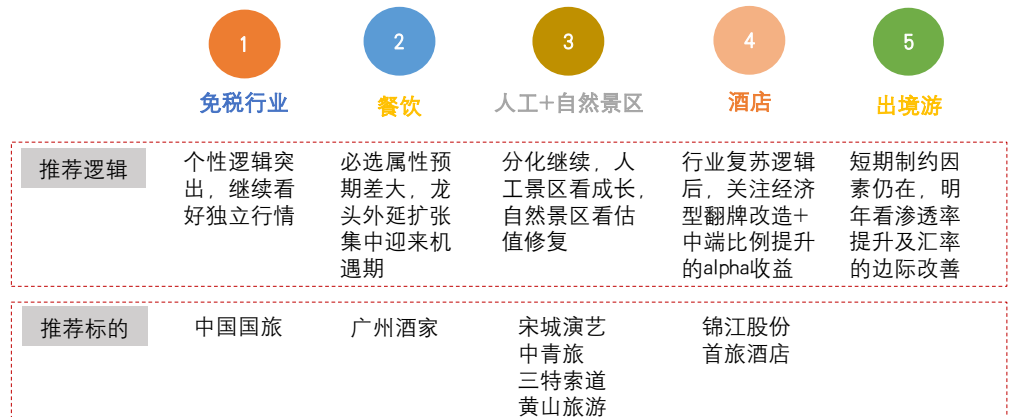 1
2
3
4
5
免税行业
餐饮
人工+自然景区
酒店
出境游
推荐逻辑
个性逻辑突
出，继续看
好独立行情
必选属性预
期差大，龙
头外延扩张
集中迎来机
遇期
分化继续，人
工景区看成长，
自然景区看估
值修复
行业复苏逻辑
后，关注经济
型翻牌改造+
中端比例提升
的alpha收益
短期制约因
素仍在，明
年看渗透率
提升及汇率
的边际改善
推荐标的
中国国旅
广州酒家
宋城演艺
中青旅
三特索道
黄山旅游
锦江股份
首旅酒店